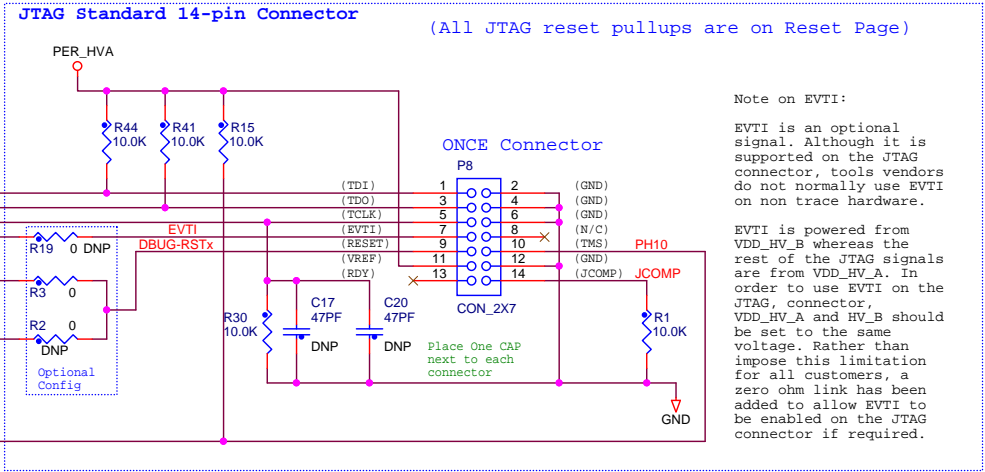 JTAG Standard 14-pin Connector
(All JTAG reset pullups are on Reset Page)
PER_HVA
R44
10.0K
R41
10.0K
R15
10.0K
ONCE Connector
P8
(TDI) 1 2 (GND)
(TDO) 3 4 (GND)
(TCLK) 5 6 (GND)
EVTI (EVTI) 7 8 (N/C)
DBUG-RSTx (RESET) 9 10 (TMS) PH10
(VREF) 11 12 (GND)
(RDY) 13 14 (JCOMP) JCOMP
CON_2X7
R19 0 DNP
R3 0
R2 0
DNP
Optional
Config
R30
10.0K
C17
47PF
DNP
C20
47PF
DNP
Place One CAP
next to each
connector
R1
10.0K
GND
Note on EVTI:
EVTI is an optional
signal. Although it is
supported on the JTAG
connector, tools vendors
do not normally use EVTI
on non trace hardware.
EVTI is powered from
VDD_HV_B whereas the
rest of the JTAG signals
are from VDD_HV_A. In
order to use EVTI on the
JTAG, connector,
VDD_HV_A and HV_B should
be set to the same
voltage. Rather than
impose this limitation
for all customers, a
zero ohm link has been
added to allow EVTI to
be enabled on the JTAG
connector if required.